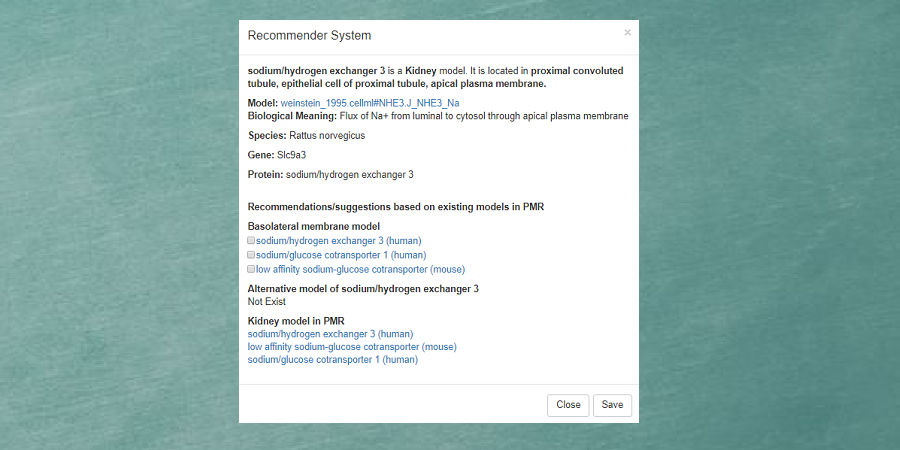 Recommender System
×
sodium/hydrogen exchanger 3 is a Kidney model. It is located in proximal convoluted
tubule, epithelial cell of proximal tubule, apical plasma membrane.
Model: weinstein_1995.cellml#NHE3.J_NHE3_Na
Biological Meaning: Flux of Na+ from luminal to cytosol through apical plasma membrane
Species: Rattus norvegicus
Gene: Slc9a3
Protein: sodium/hydrogen exchanger 3
Recommendations/suggestions based on existing models in PMR
Basolateral membrane model
sodium/hydrogen exchanger 3 (human)
sodium/glucose cotransporter 1 (human)
low affinity sodium-glucose cotransporter (mouse)
Alternative model of sodium/hydrogen exchanger 3
Not Exist
Kidney model in PMR
sodium/hydrogen exchanger 3 (human)
low affinity sodium-glucose cotransporter (mouse)
sodium/glucose cotransporter 1 (human)
Close Save